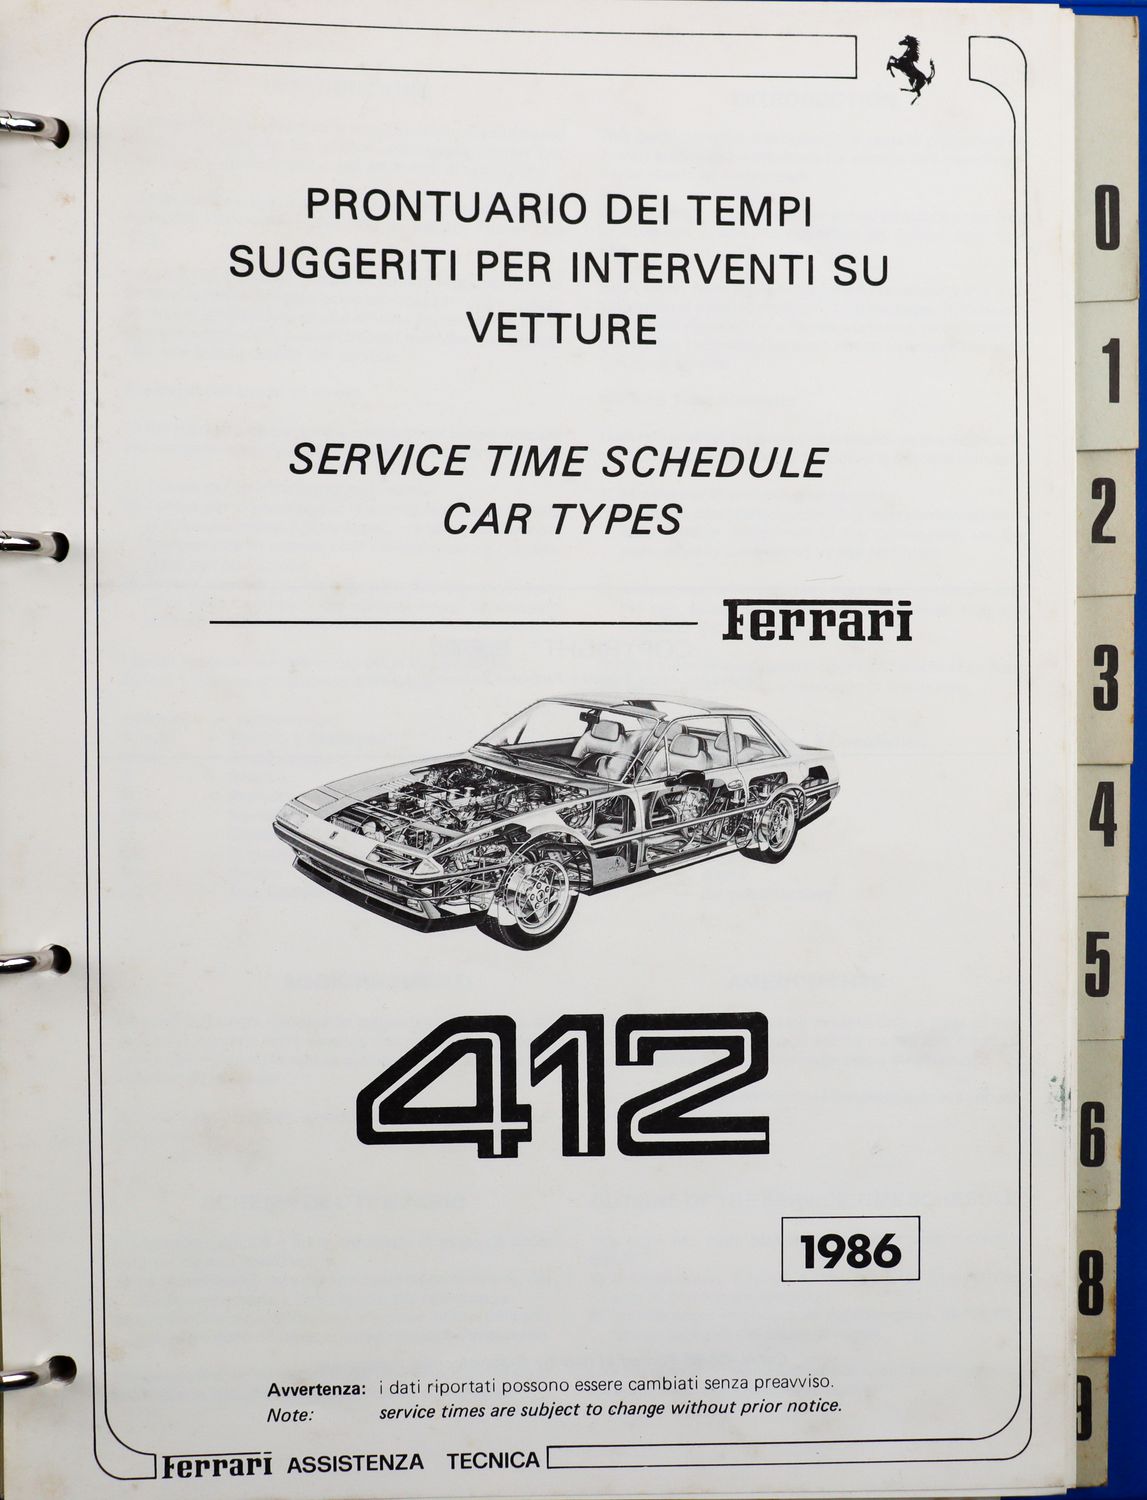 PRONTUARIO DEI TEMPI
SUGGERITI PER INTERVENTI SU
VETTURE
SERVICE TIME SCHEDULE
CAR TYPES
Ferrari
412
1986
Avvertenza: i dati riportati possono essere cambiati senza preavviso.
Note: service times are subject to change without prior notice.
Ferrari ASSISTENZA TECNICA
0
1
2
3
4
5
6
8
9